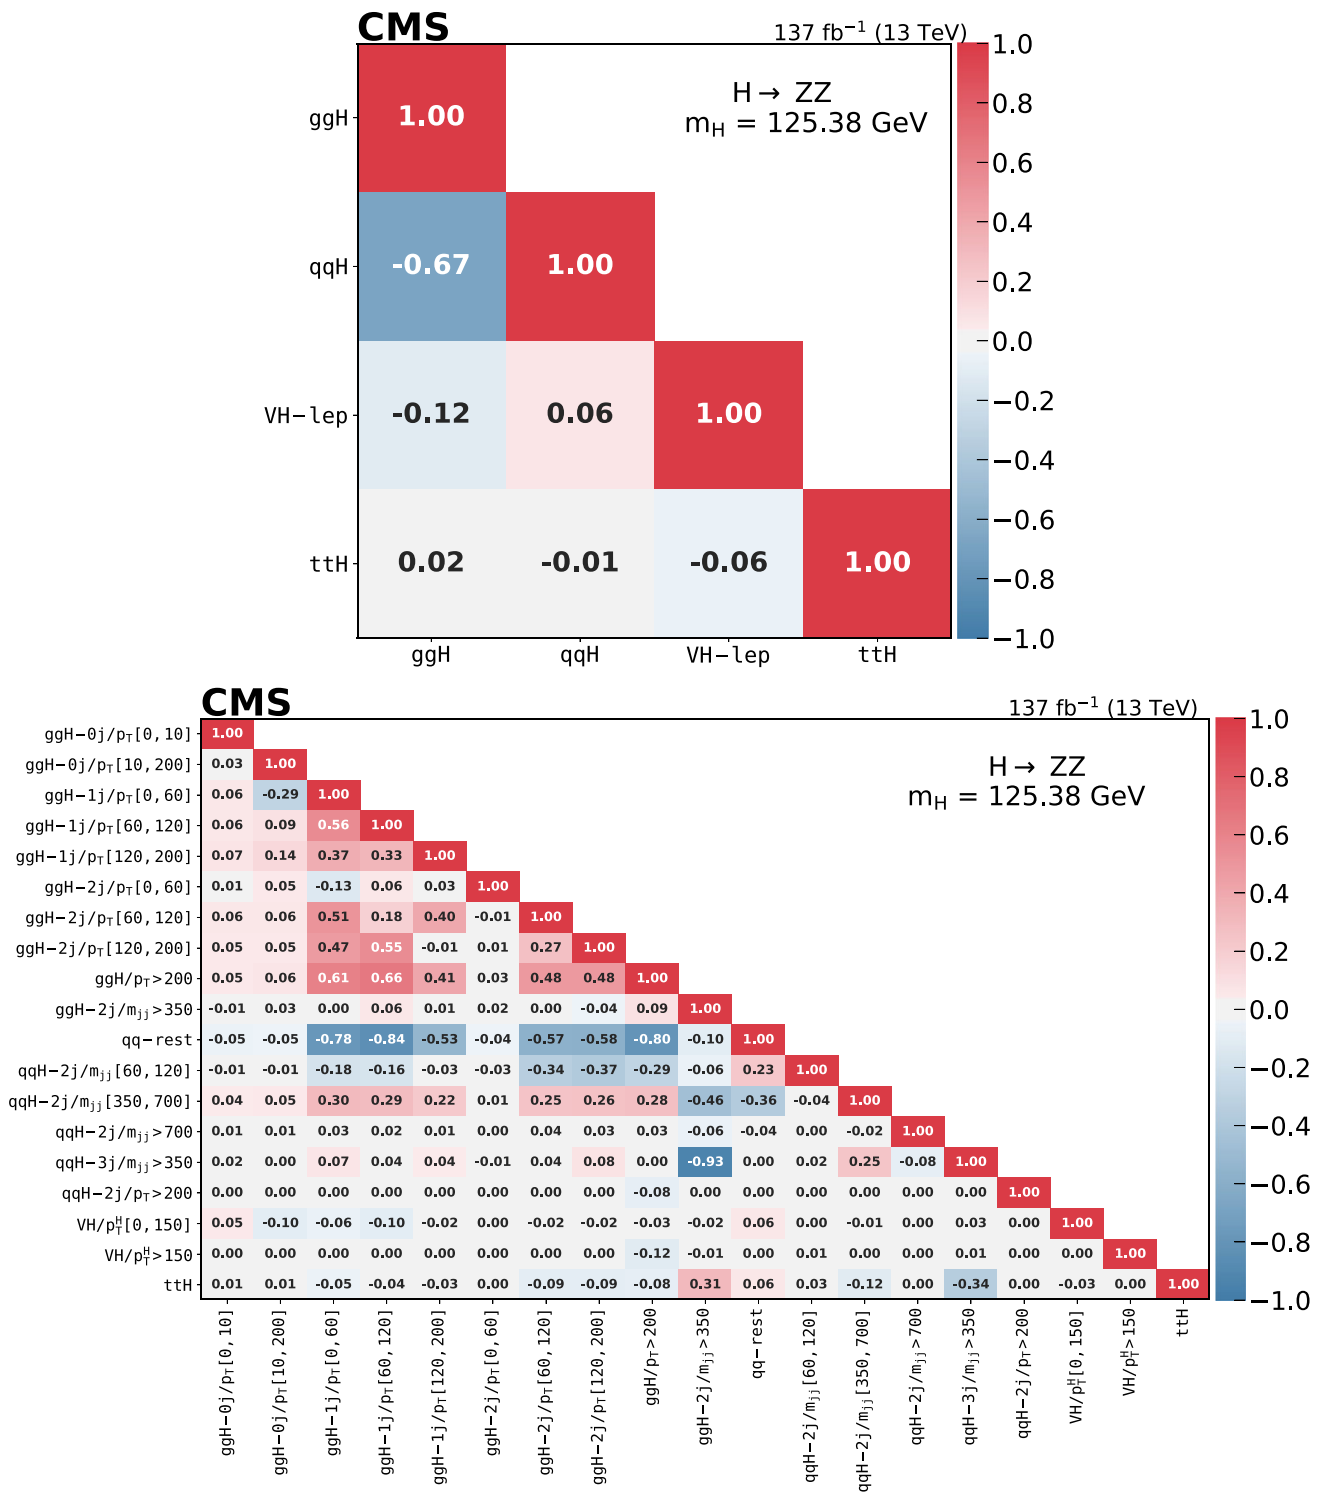 CMS
137 fb⁻¹ (13 TeV)
H→ ZZ
m_H = 125.38 GeV
ggH 1.00
qqH -0.67 1.00
VH−lep -0.12 0.06 1.00
ttH 0.02 -0.01 -0.06 1.00
ggH qqH VH−lep ttH
1.0
0.8
0.6
0.4
0.2
0.0
−0.2
−0.4
−0.6
−0.8
−1.0
CMS
137 fb⁻¹ (13 TeV)
H→ ZZ
m_H = 125.38 GeV
ggH−0j/p_T[0,10] 1.00
ggH−0j/p_T[10,200] 0.03 1.00
ggH−1j/p_T[0,60] 0.06 -0.29 1.00
ggH−1j/p_T[60,120] 0.06 0.09 0.56 1.00
ggH−1j/p_T[120,200] 0.07 0.14 0.37 0.33 1.00
ggH−2j/p_T[0,60] 0.01 0.05 -0.13 0.06 0.03 1.00
ggH−2j/p_T[60,120] 0.06 0.06 0.51 0.18 0.40 -0.01 1.00
ggH−2j/p_T[120,200] 0.05 0.05 0.47 0.55 -0.01 0.01 0.27 1.00
ggH/p_T>200 0.05 0.06 0.61 0.66 0.41 0.03 0.48 0.48 1.00
ggH−2j/m_jj>350 -0.01 0.03 0.00 0.06 0.01 0.02 0.00 -0.04 0.09 1.00
qq−rest -0.05 -0.05 -0.78 -0.84 -0.53 -0.04 -0.57 -0.58 -0.80 -0.10 1.00
qqH−2j/m_jj[60,120] -0.01 -0.01 -0.18 -0.16 -0.03 -0.03 -0.34 -0.37 -0.29 -0.06 0.23 1.00
qqH−2j/m_jj[350,700] 0.04 0.05 0.30 0.29 0.22 0.01 0.25 0.26 0.28 -0.46 -0.36 -0.04 1.00
qqH−2j/m_jj>700 0.01 0.01 0.03 0.02 0.01 0.00 0.04 0.03 0.03 -0.06 -0.04 0.00 -0.02 1.00
qqH−3j/m_jj>350 0.02 0.00 0.07 0.04 0.04 -0.01 0.04 0.08 0.00 -0.93 0.00 0.02 0.25 -0.08 1.00
qqH−2j/p_T>200 0.00 0.00 0.00 0.00 0.00 0.00 0.00 0.00 -0.08 0.00 0.00 0.00 0.00 0.00 0.00 1.00
VH/p_T^H[0,150] 0.05 -0.10 -0.06 -0.10 -0.02 0.00 -0.02 -0.02 -0.03 -0.02 0.06 0.00 -0.01 0.00 0.03 0.00 1.00
VH/p_T^H>150 0.00 0.00 0.00 0.00 0.00 0.00 0.00 0.00 -0.12 -0.01 0.00 0.01 0.00 0.00 0.01 0.00 0.00 1.00
ttH 0.01 0.01 -0.05 -0.04 -0.03 0.00 -0.09 -0.09 -0.08 0.31 0.06 0.03 -0.12 0.00 -0.34 0.00 -0.03 0.00 1.00
ggH−0j/p_T[0,10]
ggH−0j/p_T[10,200]
ggH−1j/p_T[0,60]
ggH−1j/p_T[60,120]
ggH−1j/p_T[120,200]
ggH−2j/p_T[0,60]
ggH−2j/p_T[60,120]
ggH−2j/p_T[120,200]
ggH/p_T>200
ggH−2j/m_jj>350
qq−rest
qqH−2j/m_jj[60,120]
qqH−2j/m_jj[350,700]
qqH−2j/m_jj>700
qqH−3j/m_jj>350
qqH−2j/p_T>200
VH/p_T^H[0,150]
VH/p_T^H>150
ttH
1.0
0.8
0.6
0.4
0.2
0.0
−0.2
−0.4
−0.6
−0.8
−1.0